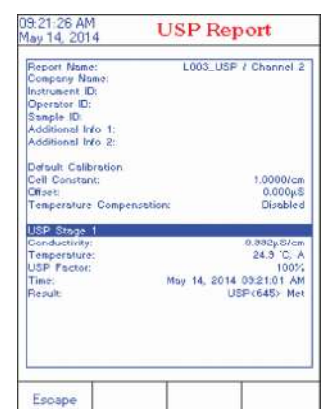 09:21:26 AM
May 14, 2014
USP Report
Report Name: L003_USP / Channel 2
Company Name:
Instrument ID:
Operator ID:
Sample ID:
Additional Info 1:
Additional Info 2:
Default Calibration
Cell Constant: 1.0000/cm
Offset: 0.000µS
Temperature Compensation: Disabled
USP Stage 1
Conductivity: 0.992µS/cm
Temperature: 24.9 °C, A
USP Factor: 100%
Time: May 14, 2014 09:21:01 AM
Result: USP<645> Met
Escape